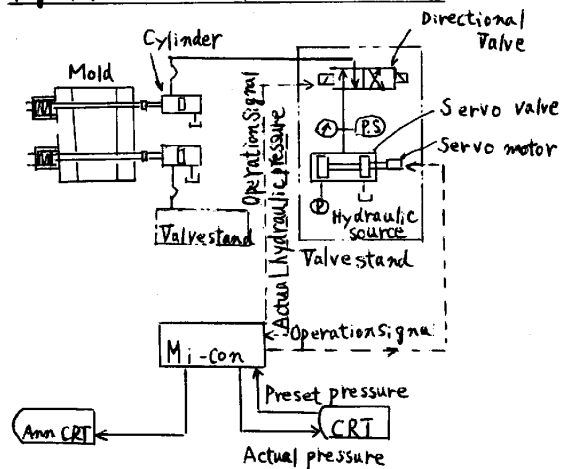 Directional
Valve
Cylinder
Mold
Operation Signal
Actual hydraulic pressure
P.S
Servo valve
Servo motor
P
Hydraulic
source
Valvestand
Valvestand
Operation Signal
Mi-con
Preset pressure
Ann CRT
CRT
Actual pressure